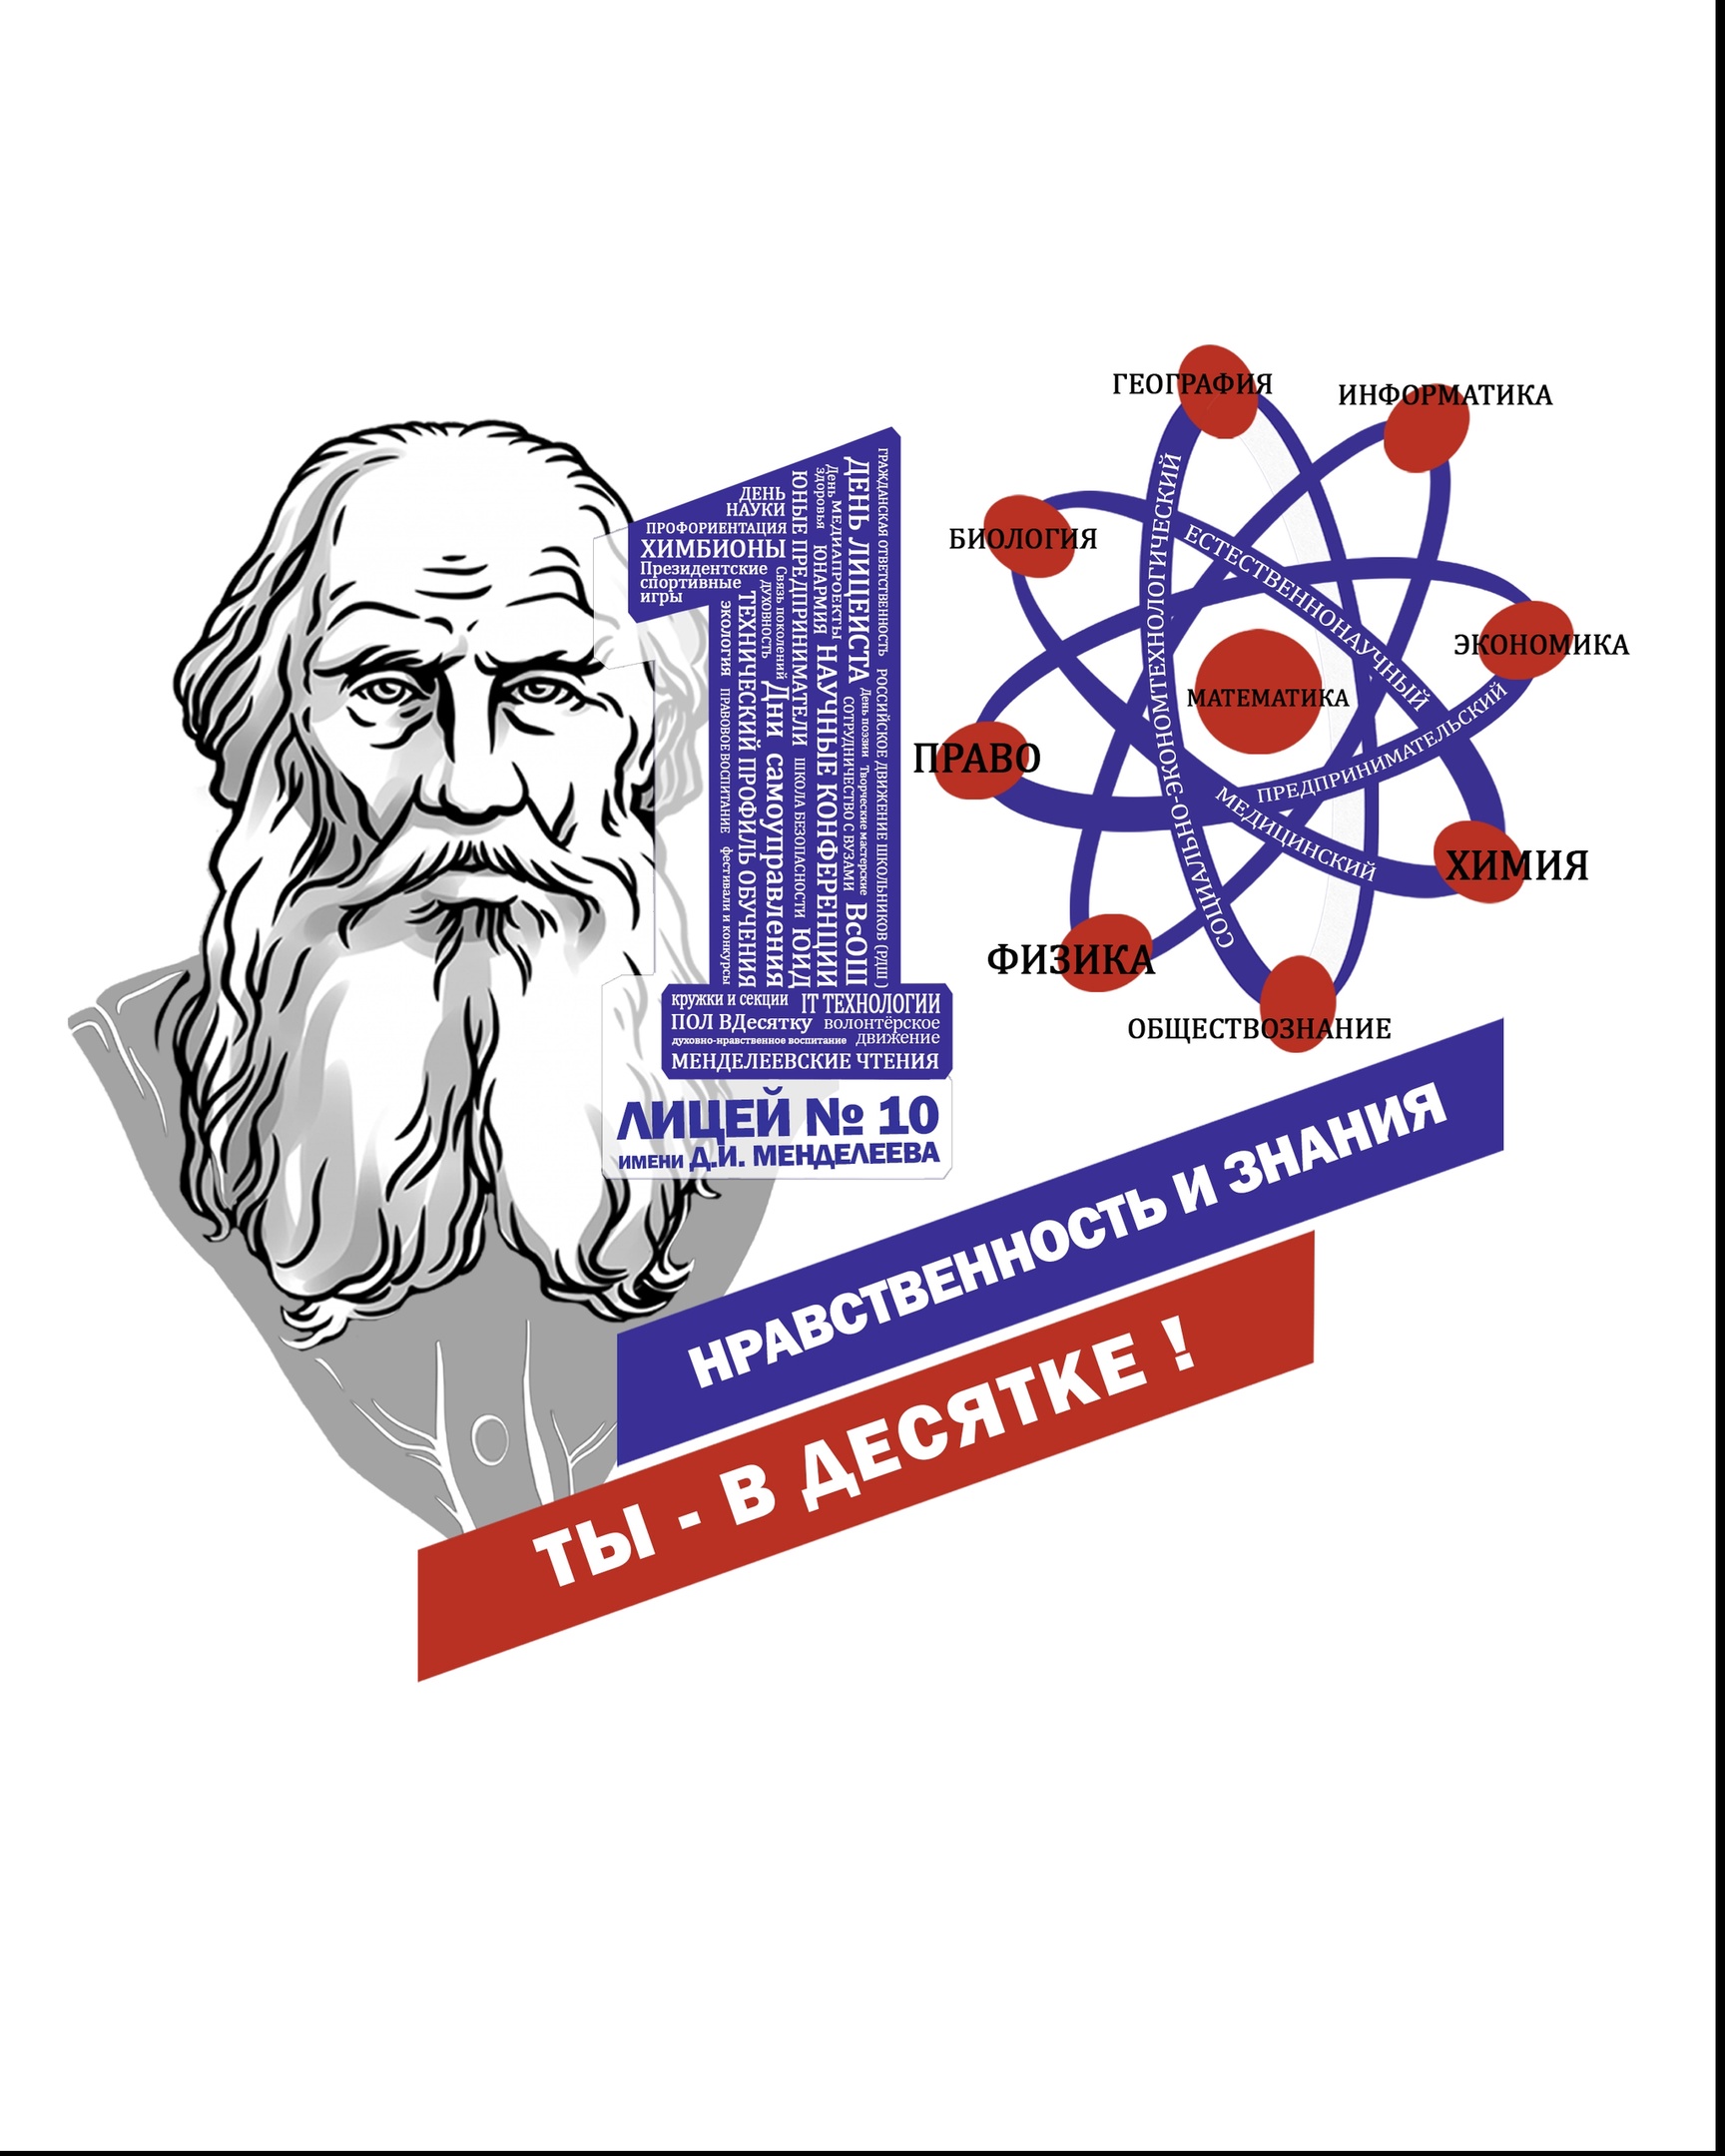 ДЕНЬ
НАУКИ
ПРОФОРИЕНТАЦИЯ
ХИМБИОНЫ
Президентские
спортивные
игры
ЭКОЛОГИЯ ПРАВОВОЕ ВОСПИТАНИЕ фестивали и конкурсы
ТЕХНИЧЕСКИЙ ПРОФИЛЬ ОБУЧЕНИЯ
ДУХОВНОСТЬ
Связь поколений
Дни самоуправления
ЮНЫЕ ПРЕДПРИНИМАТЕЛИ ШКОЛА БЕЗОПАСНОСТИ ЮИД
День
здоровья
ЮНАРМИЯ НАУЧНЫЕ КОНФЕРЕНЦИИ
МЕДИАПРОЕКТЫ СОТРУДНИЧЕСТВО С ВУЗАМИ
ДЕНЬ ЛИЦЕИСТА День поэзии Творческие мастерские ВсОШ
ГРАЖДАНСКАЯ ОТВЕТСТВЕННОСТЬ РОССИЙСКОЕ ДВИЖЕНИЕ ШКОЛЬНИКОВ (РДШ)
кружки и секции IT ТЕХНОЛОГИИ
ПОЛ ВДесятку волонтёрское
духовно-нравственное воспитание движение
МЕНДЕЛЕЕВСКИЕ ЧТЕНИЯ
ЛИЦЕЙ № 10
ИМЕНИ Д.И. МЕНДЕЛЕЕВА
ГЕОГРАФИЯ
ИНФОРМАТИКА
БИОЛОГИЯ
ЭКОНОМИКА
МАТЕМАТИКА
ПРАВО
ХИМИЯ
ФИЗИКА
ОБЩЕСТВОЗНАНИЕ
СОЦИАЛЬНО-ЭКОНОМТЕХНОЛОГИЧЕСКИЙ
ЕСТЕСТВЕННОНАУЧНЫЙ
ПРЕДПРИНИМАТЕЛЬСКИЙ
МЕДИЦИНСКИЙ
НРАВСТВЕННОСТЬ И ЗНАНИЯ
ТЫ - В ДЕСЯТКЕ !